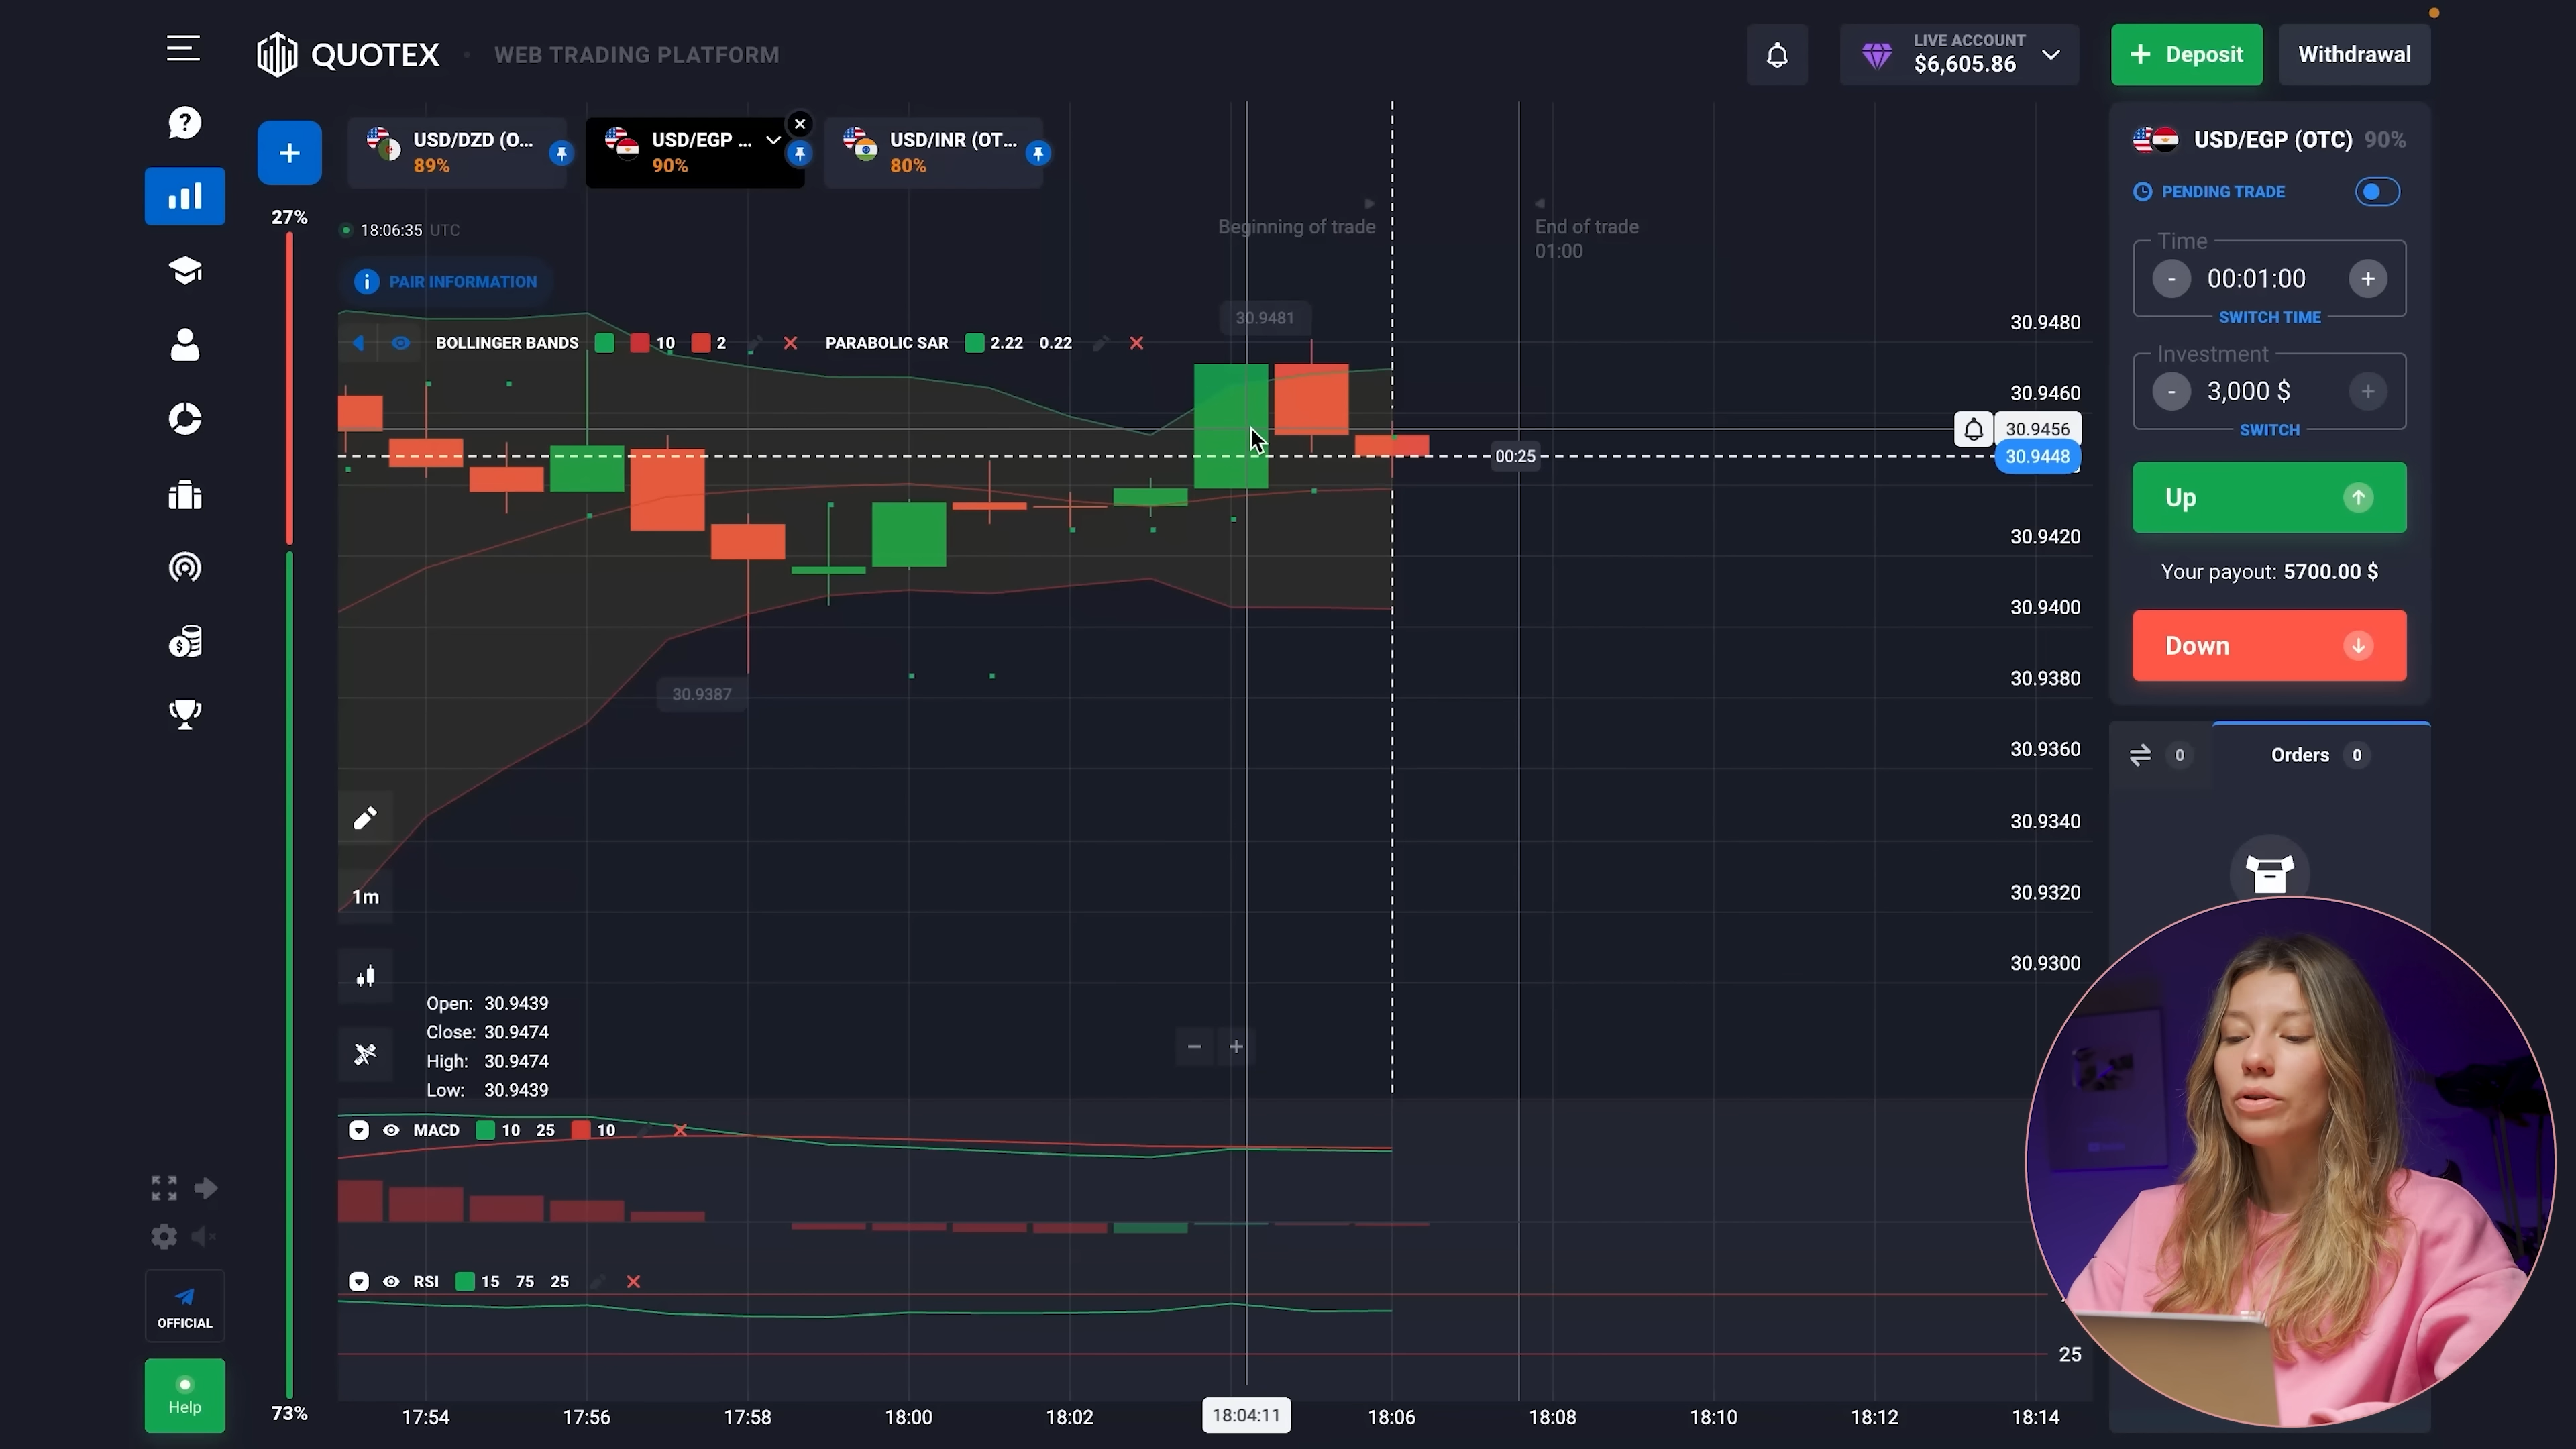 QUOTEX
WEB TRADING PLATFORM
LIVE ACCOUNT
$6,605.86
Deposit
Withdrawal
USD/DZD (O...
89%
USD/EGP ...
90%
USD/INR (OT...
80%
27%
18:06:35 UTC
PAIR INFORMATION
Beginning of trade
End of trade
01:00
BOLLINGER BANDS 10 2
PARABOLIC SAR 2.22 0.22
30.9481
30.9387
00:25
30.9480
30.9460
30.9456
30.9448
30.9420
30.9400
30.9380
30.9360
30.9340
30.9320
30.9300
1m
Open: 30.9439
Close: 30.9474
High: 30.9474
Low: 30.9439
MACD 10 25 10
RSI 15 75 25
25
73%
17:54
17:56
17:58
18:00
18:02
18:04:11
18:06
18:08
18:10
18:12
18:14
OFFICIAL
Help
USD/EGP (OTC) 90%
PENDING TRADE
Time
- 00:01:00 +
SWITCH TIME
Investment
- 3,000 $ +
SWITCH
Up
Your payout: 5700.00 $
Down
0
Orders 0